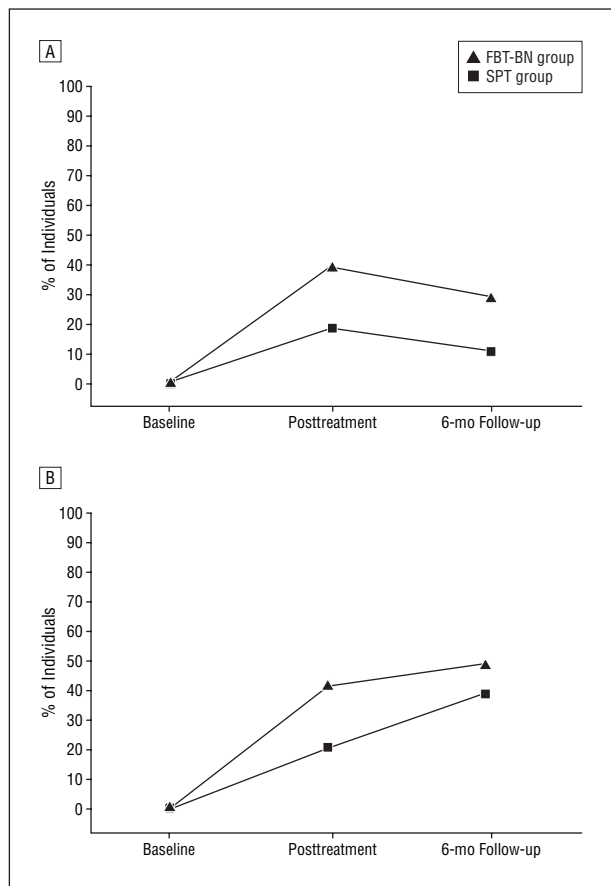 A
FBT-BN group
SPT group
100
90
80
70
60
50
40
30
20
10
0
% of Individuals
Baseline Posttreatment 6-mo Follow-up
B
100
90
80
70
60
50
40
30
20
10
0
% of Individuals
Baseline Posttreatment 6-mo Follow-up